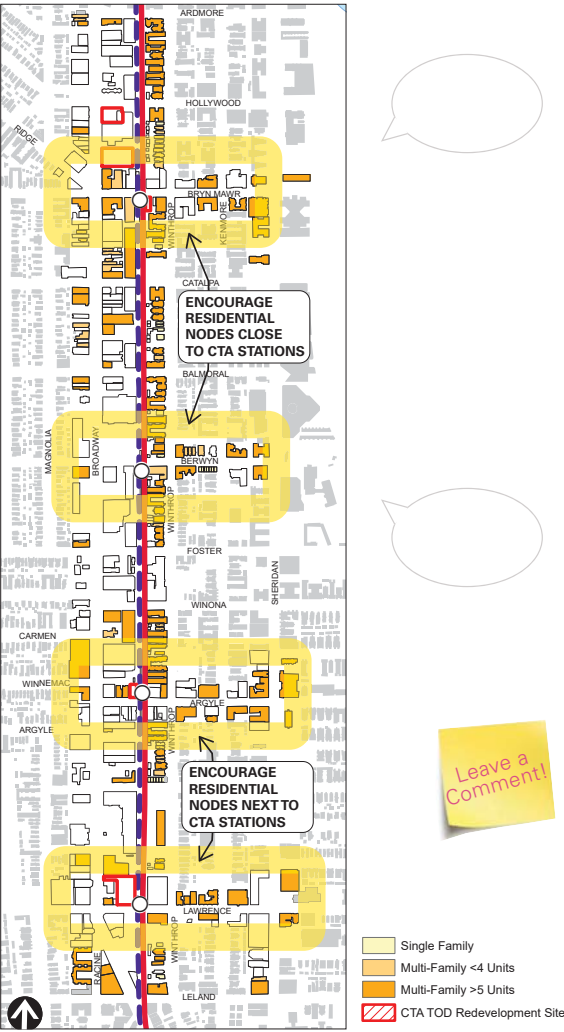 ARDMORE
HOLLYWOOD
RIDGE
BRYN MAWR
WINTHROP
KENMORE
CATALPA
ENCOURAGE
RESIDENTIAL
NODES CLOSE
TO CTA STATIONS
BALMORAL
MAGNOLIA
BROADWAY
BERWYN
WINTHROP
FOSTER
SHERIDAN
WINONA
CARMEN
WINNEMAC
ARGYLE
ARGYLE
WINTHROP
ENCOURAGE
RESIDENTIAL
NODES NEXT TO
CTA STATIONS
Leave a
Comment!
LAWRENCE
WINTHROP
RACINE
LELAND
Single Family
Multi-Family <4 Units
Multi-Family >5 Units
CTA TOD Redevelopment Site